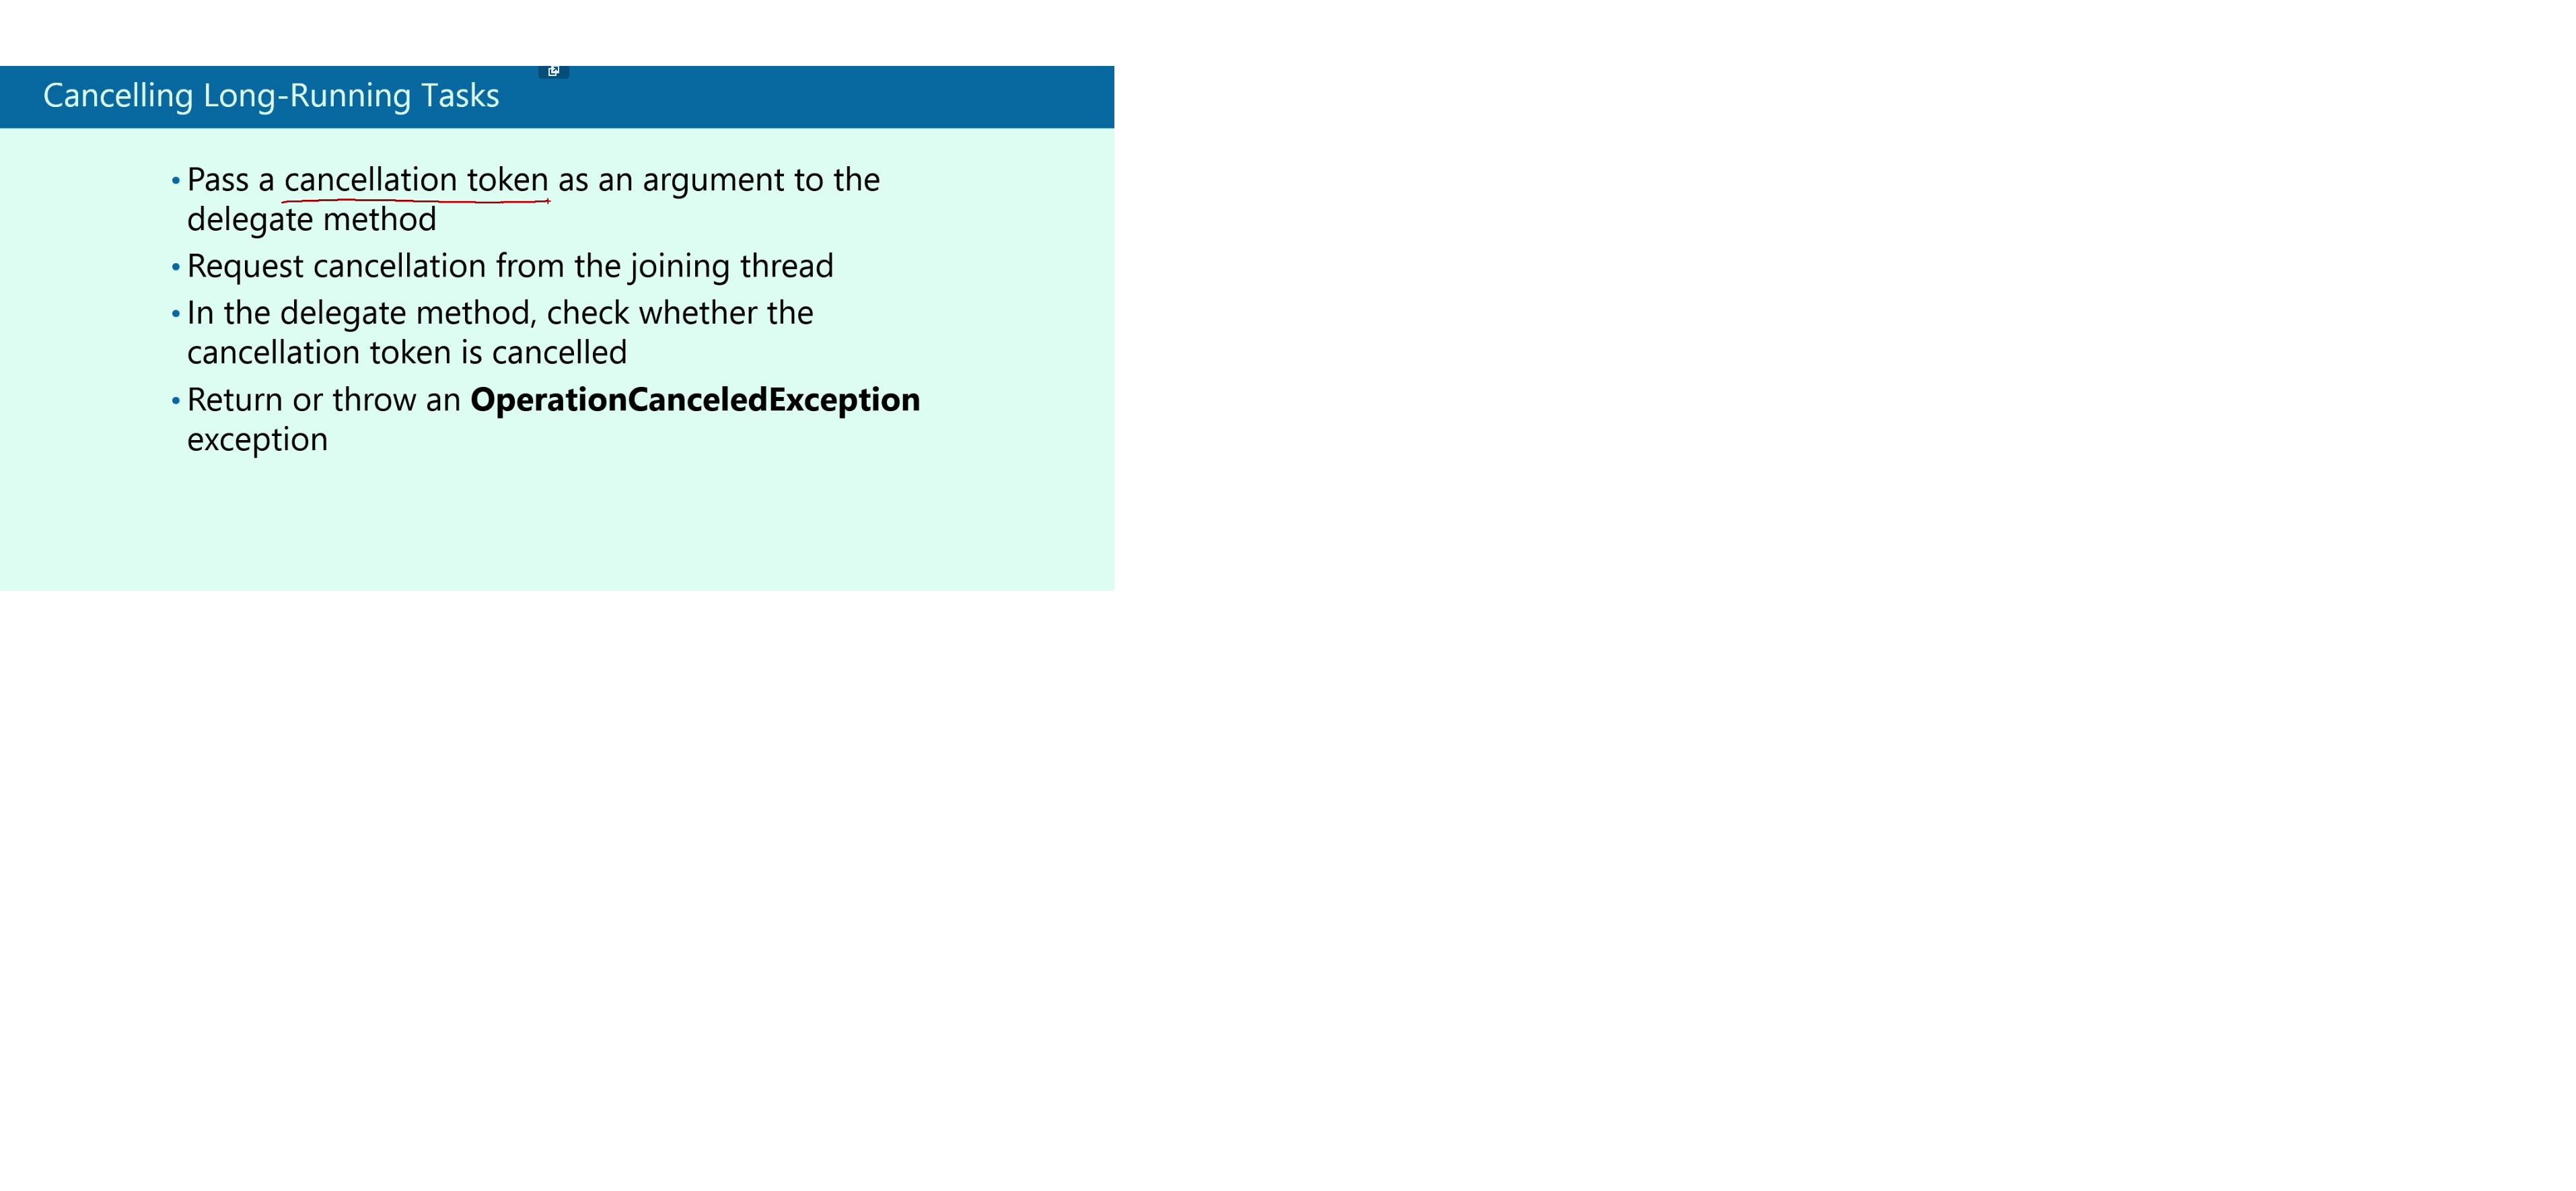 Cancelling Long-Running Tasks
• Pass a cancellation token as an argument to the
delegate method
• Request cancellation from the joining thread
• In the delegate method, check whether the
cancellation token is cancelled
• Return or throw an OperationCanceledException
exception